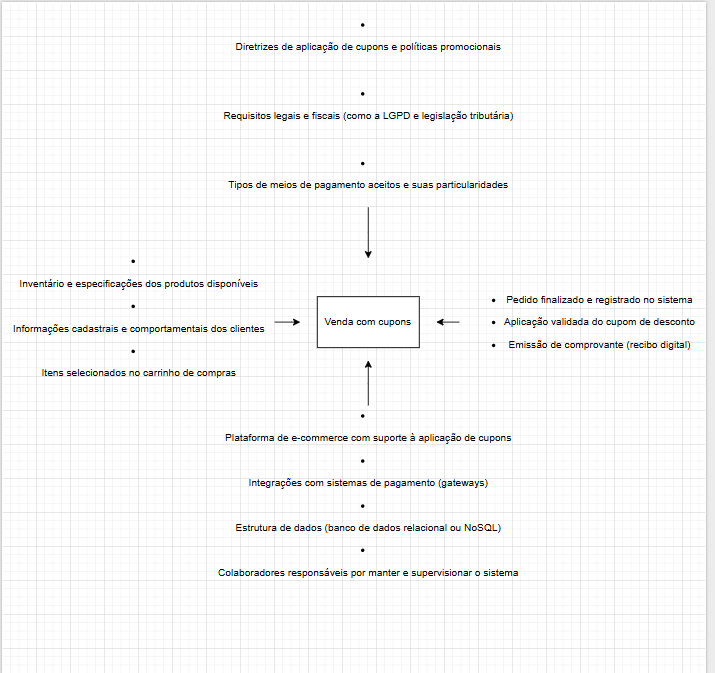 • Diretrizes de aplicação de cupons e políticas promocionais
• Requisitos legais e fiscais (como a LGPD e legislação tributária)
• Tipos de meios de pagamento aceitos e suas particularidades
• Inventário e especificações dos produtos disponíveis
• Informações cadastrais e comportamentais dos clientes
• Itens selecionados no carrinho de compras
Venda com cupons
• Pedido finalizado e registrado no sistema
• Aplicação validada do cupom de desconto
• Emissão de comprovante (recibo digital)
• Plataforma de e-commerce com suporte à aplicação de cupons
• Integrações com sistemas de pagamento (gateways)
• Estrutura de dados (banco de dados relacional ou NoSQL)
• Colaboradores responsáveis por manter e supervisionar o sistema